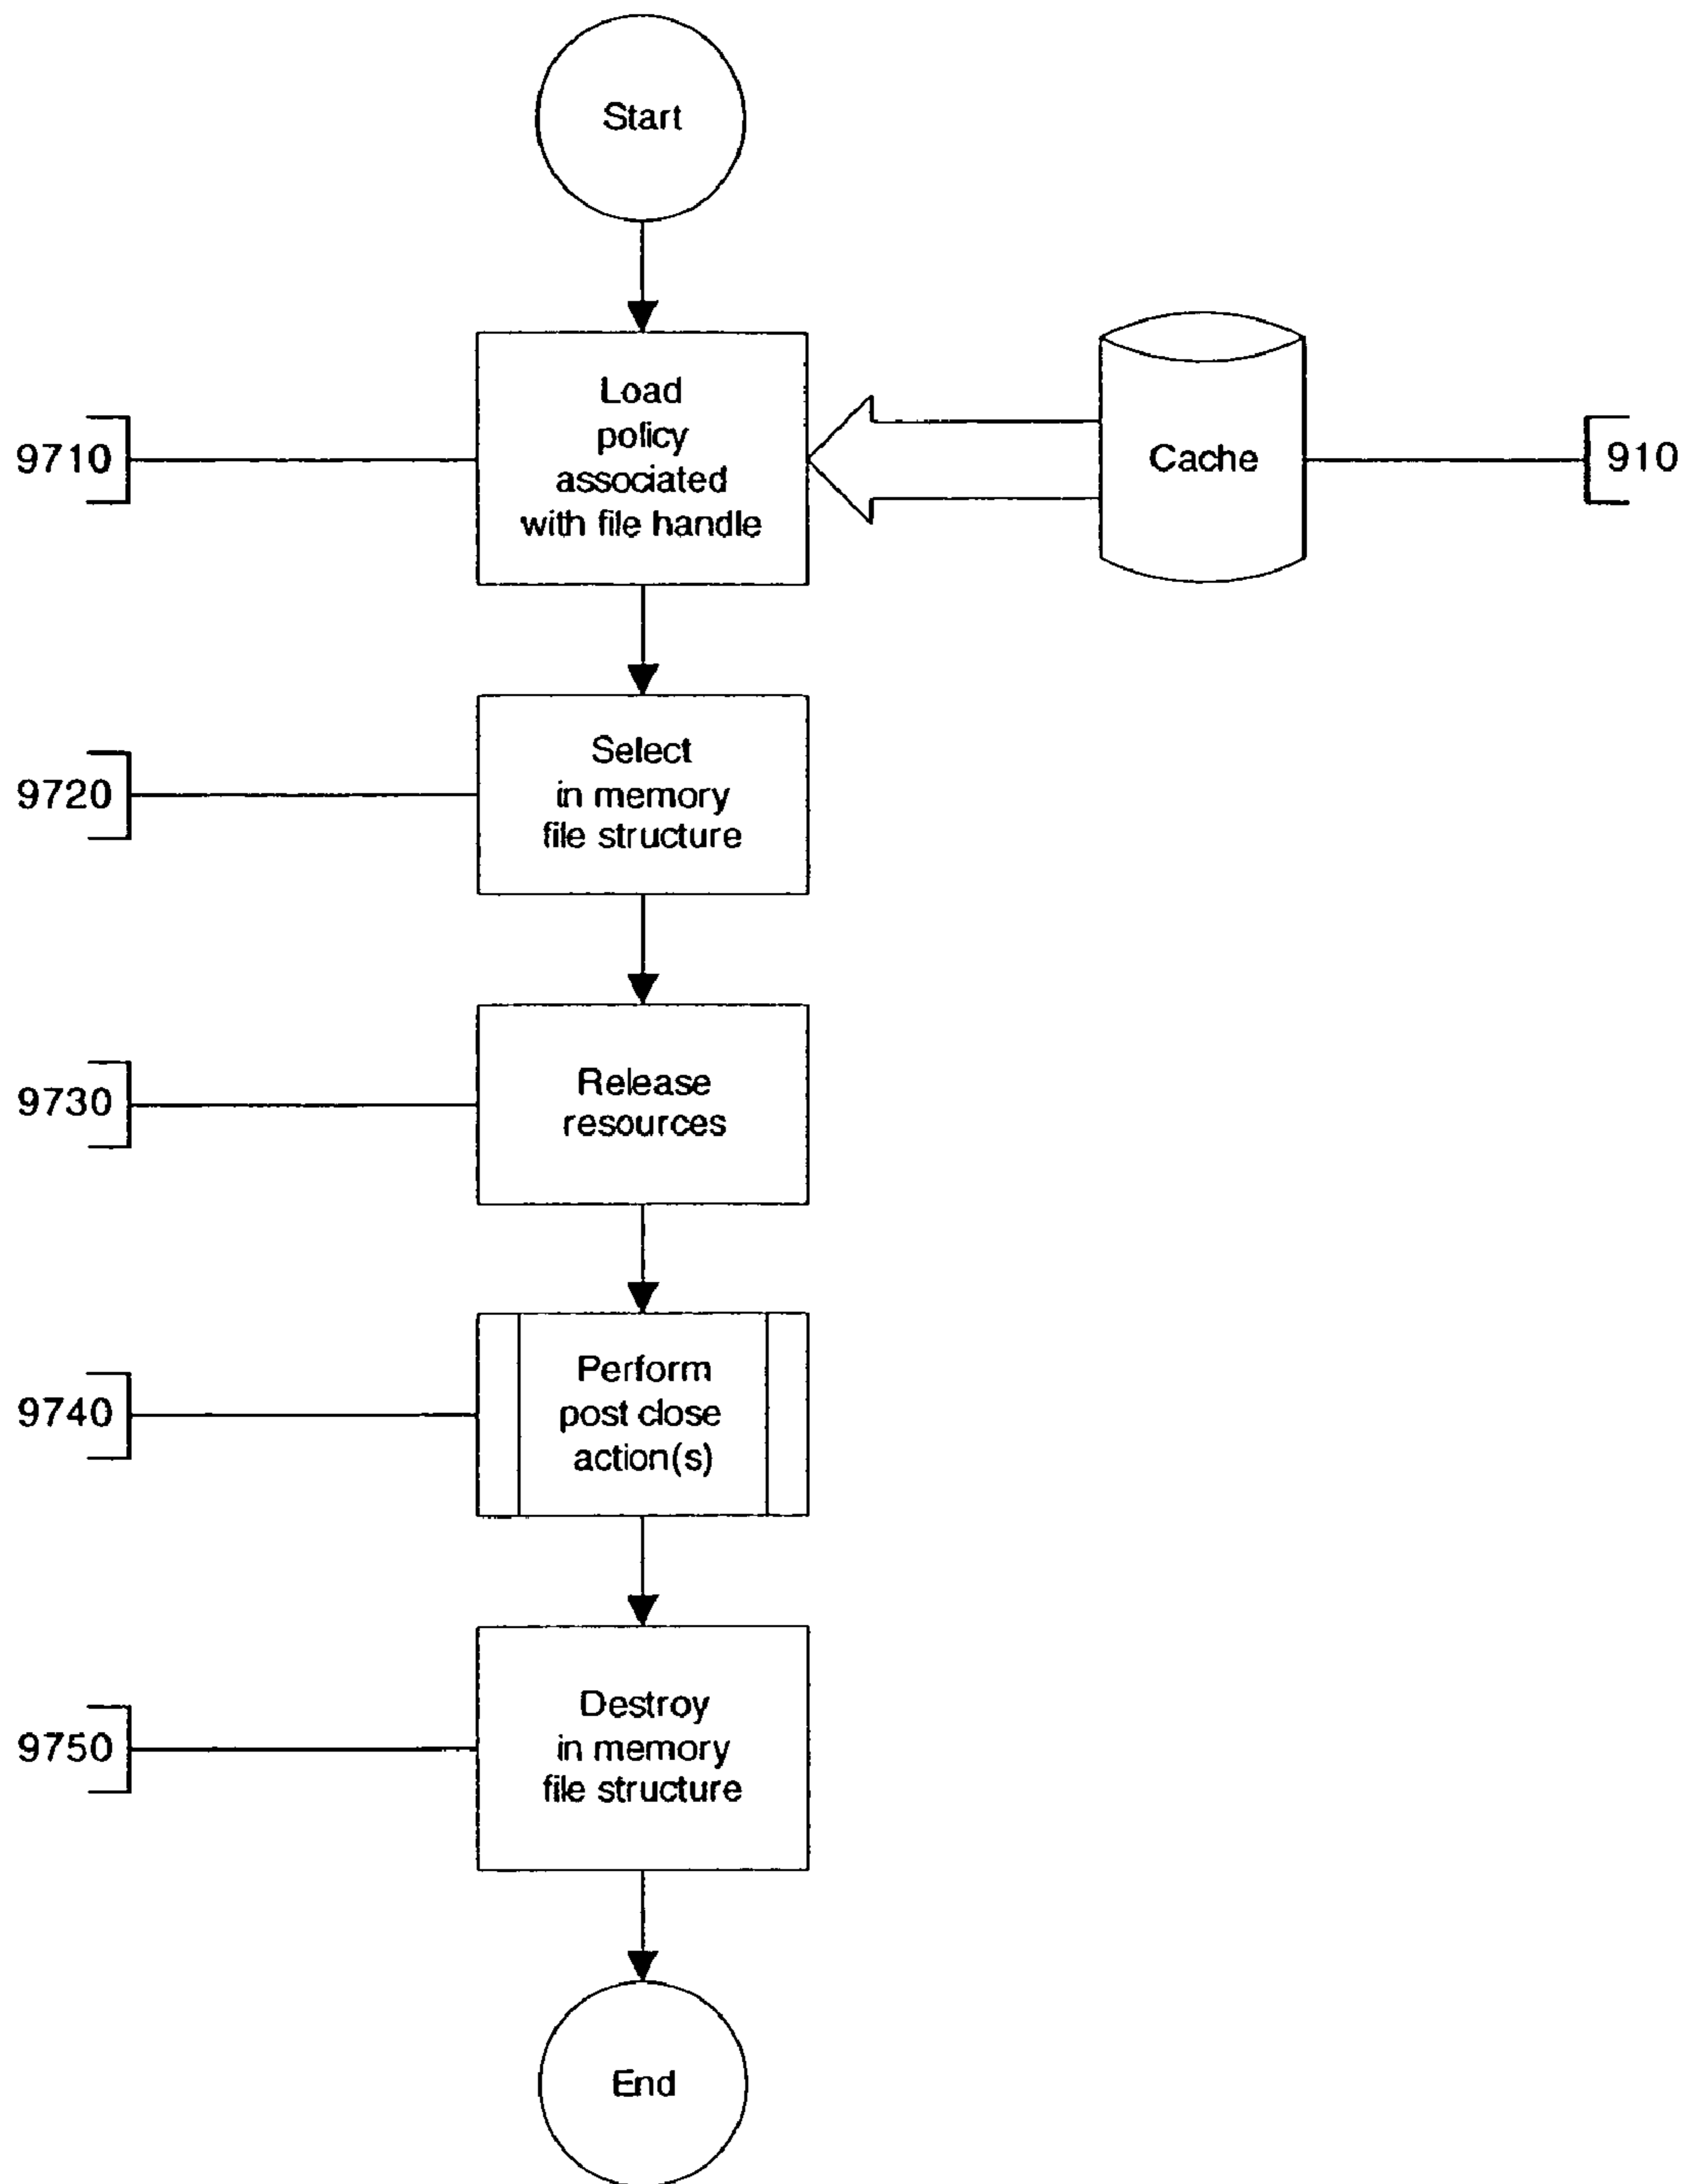 Start
Load
policy
associated
with file handle
9710
Cache
910
Select
in memory
file structure
9720
Release
resources
9730
Perform
post close
action(s)
9740
Destroy
in memory
file structure
9750
End